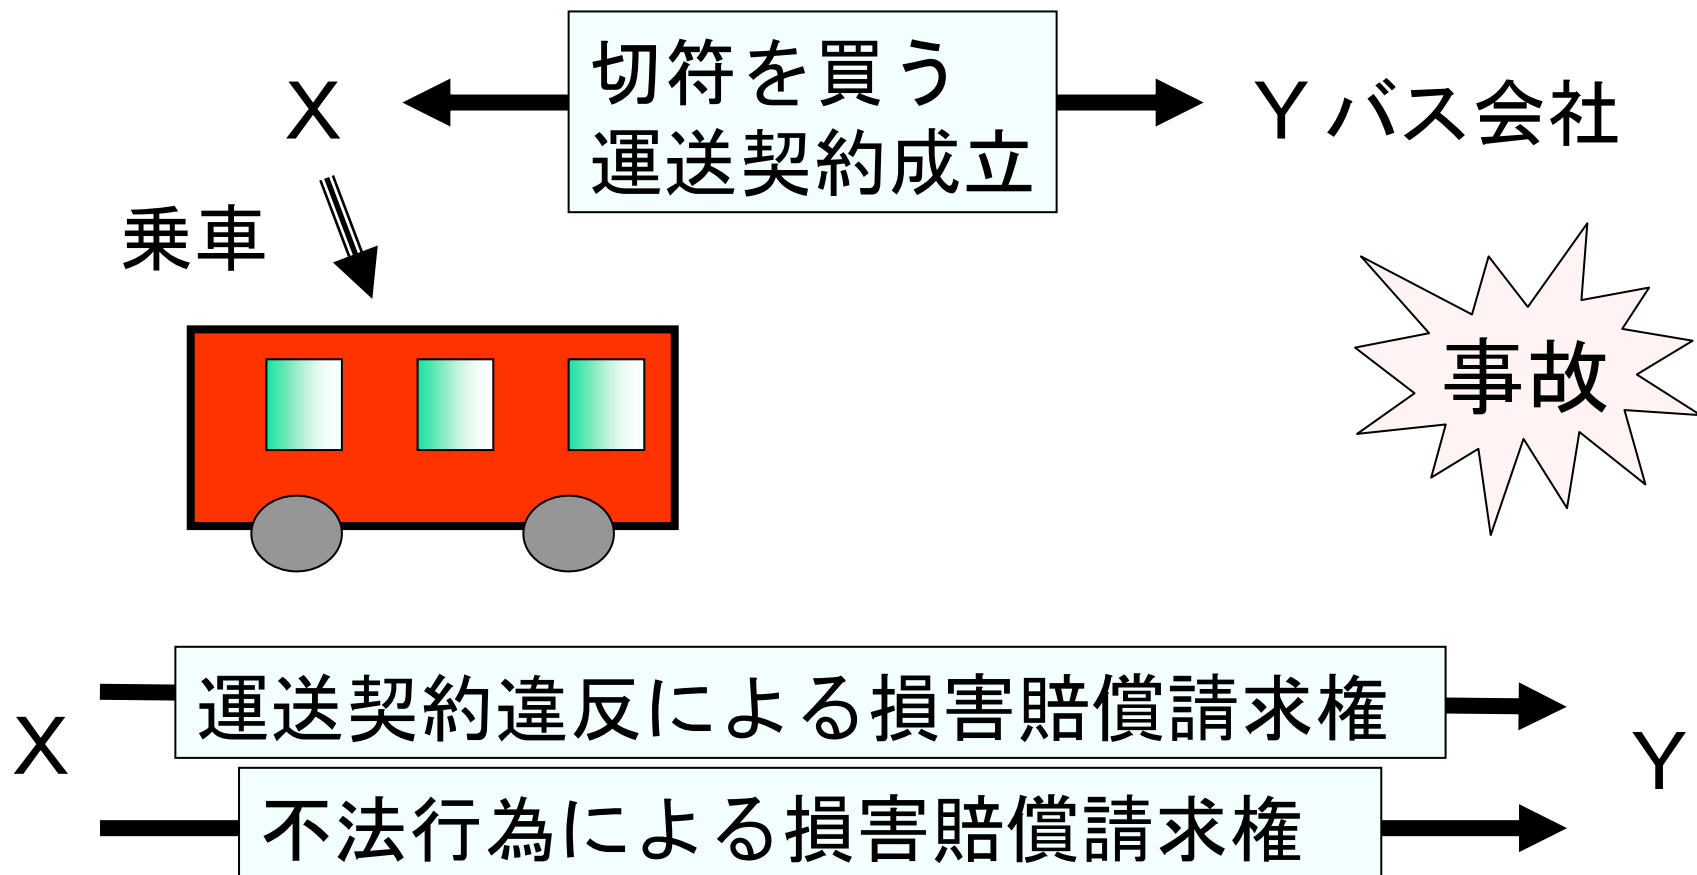 X
切符を買う
運送契約成立
Yバス会社
乗車
事故
X
運送契約違反による損害賠償請求権
Y
不法行為による損害賠償請求権